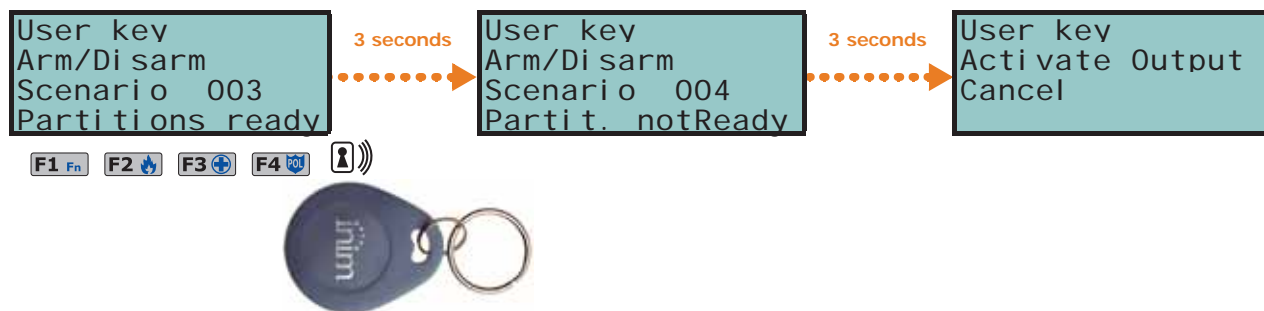 User key
Arm/Disarm
Scenario 003
Partitions ready
3 seconds
User key
Arm/Disarm
Scenario 004
Partit. notReady
3 seconds
User key
Activate Output
Cancel
F1 Fn F2 F3 F4 POL
inim